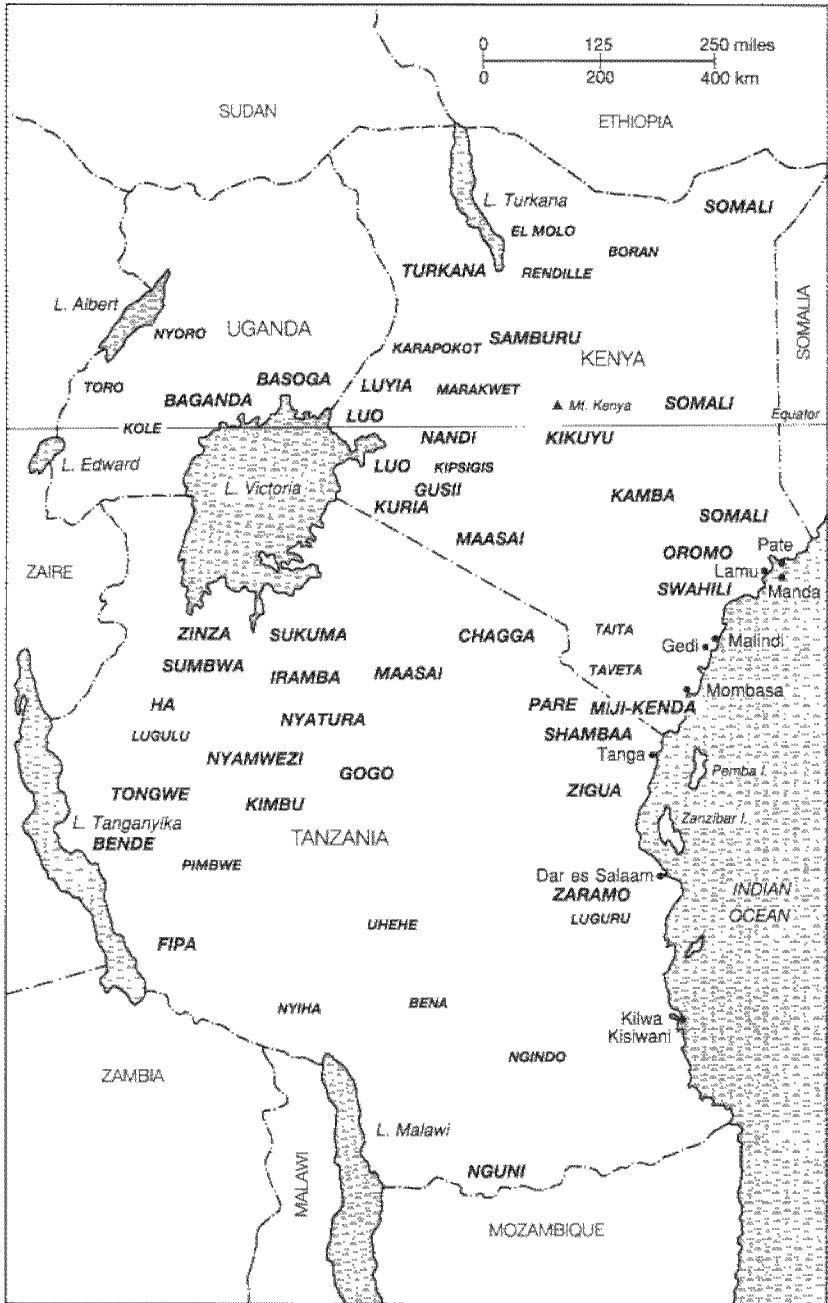 0 125 250 miles
0 200 400 km
SUDAN
ETHIOPIA
L. Turkana
SOMALI
EL MOLO
BORAN
TURKANA
RENDILLE
SOMALIA
L. Albert
NYORO
UGANDA
SAMBURU
KARAPOKOT
KENYA
TORO
BASOGA
LUYIA
MARAKWET
BAGANDA
Mt. Kenya
SOMALI
LUO
Equator
KOLE
NANDI
KIKUYU
L. Edward
LUO
KIPSIGIS
L. Victoria
GUSII
KAMBA
KURIA
SOMALI
MAASAI
Pate
OROMO
ZAIRE
Lamu
SWAHILI
Manda
ZINZA
SUKUMA
CHAGGA
TAITA
Malindi
Gedi
SUMBWA
IRAMBA
MAASAI
TAVETA
Mombasa
HA
PARE
MIJI-KENDA
NYATURA
LUGULU
SHAMBAA
NYAMWEZI
Tanga
GOGO
Pemba I.
TONGWE
ZIGUA
KIMBU
L. Tanganyika
Zanzibar I.
BENDE
TANZANIA
PIMBWE
Dar es Salaam
ZARAMO
INDIAN
OCEAN
UHEHE
LUGURU
FIPA
NYIHA
BENA
Kilwa
Kisiwani
NGINDO
ZAMBIA
L. Malawi
MALAWI
NGUNI
MOZAMBIQUE